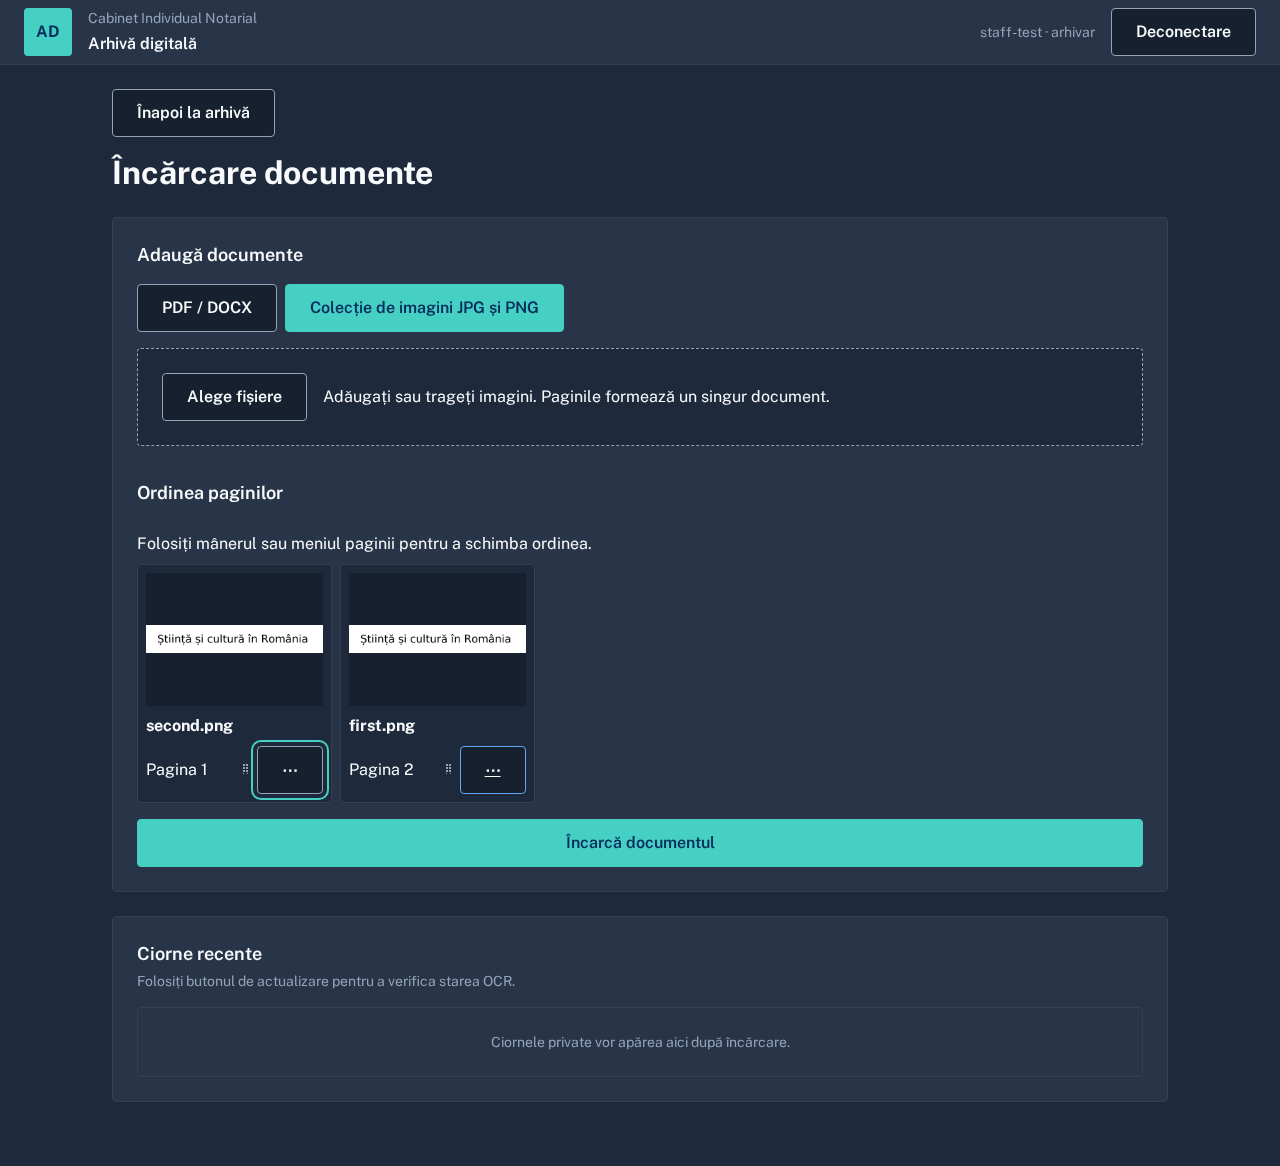 AD
Cabinet Individual Notarial
Arhivă digitală
staff-test · arhivar
Deconectare
Înapoi la arhivă
Încărcare documente
Adaugă documente
PDF / DOCX
Colecție de imagini JPG și PNG
Alege fișiere
Adăugați sau trageți imagini. Paginile formează un singur document.
Ordinea paginilor
Folosiți mânerul sau meniul paginii pentru a schimba ordinea.
Știință și cultură în România
Știință și cultură în România
second.png
first.png
Pagina 1
⠿
···
Pagina 2
⠿
···
Încarcă documentul
Ciorne recente
Folosiți butonul de actualizare pentru a verifica starea OCR.
Ciornele private vor apărea aici după încărcare.